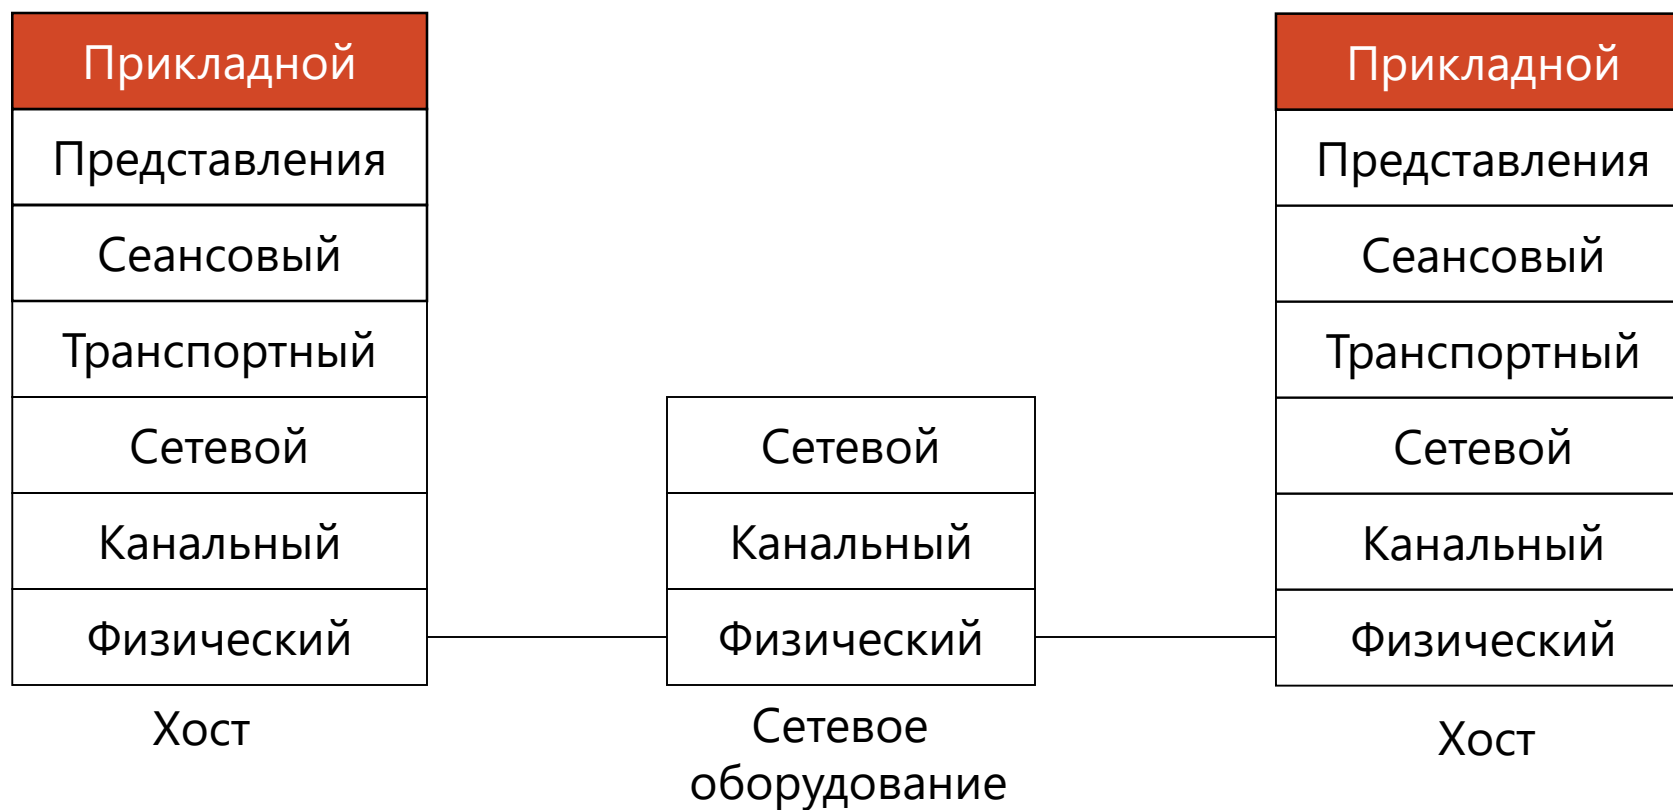 Прикладной
Представления
Сеансовый
Транспортный
Сетевой
Канальный
Физический
Хост
Сетевой
Канальный
Физический
Сетевое
оборудование
Прикладной
Представления
Сеансовый
Транспортный
Сетевой
Канальный
Физический
Хост